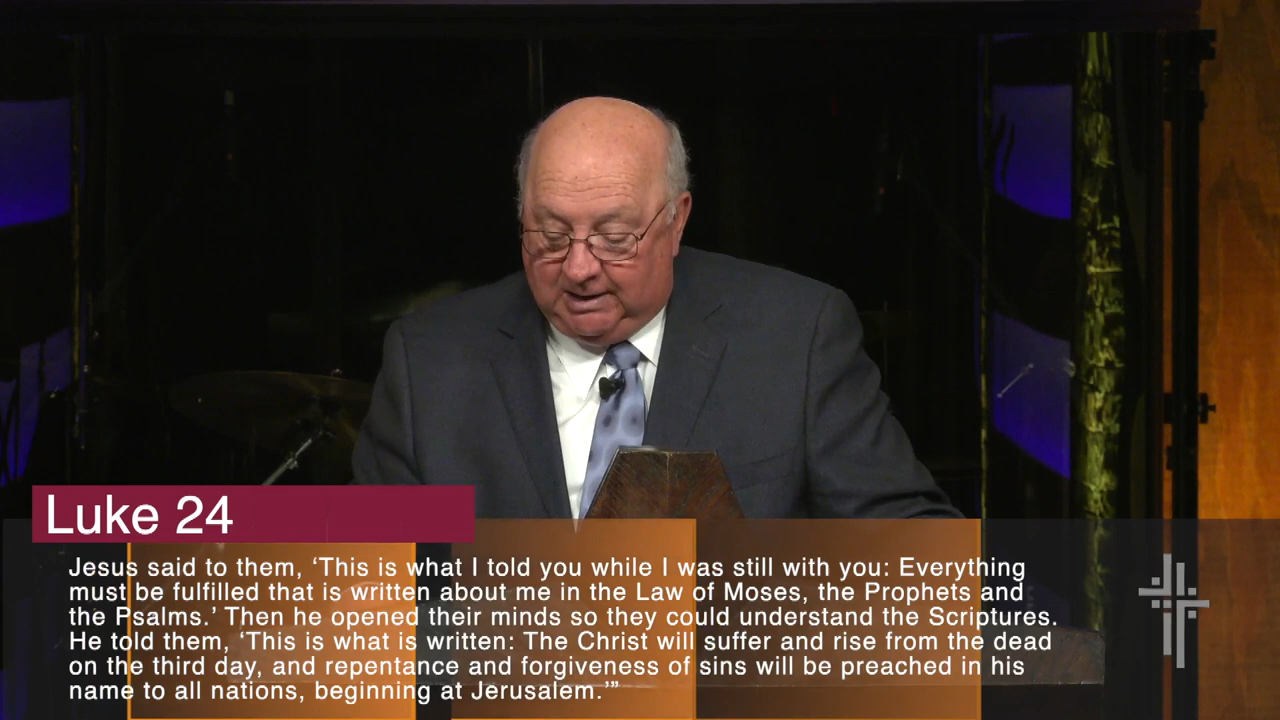 Luke 24
Jesus said to them, ‘This is what I told you while I was still with you: Everything
must be fulfilled that is written about me in the Law of Moses, the Prophets and
the Psalms.’ Then he opened their minds so they could understand the Scriptures.
He told them, ‘This is what is written: The Christ will suffer and rise from the dead
on the third day, and repentance and forgiveness of sins will be preached in his
name to all nations, beginning at Jerusalem.’”